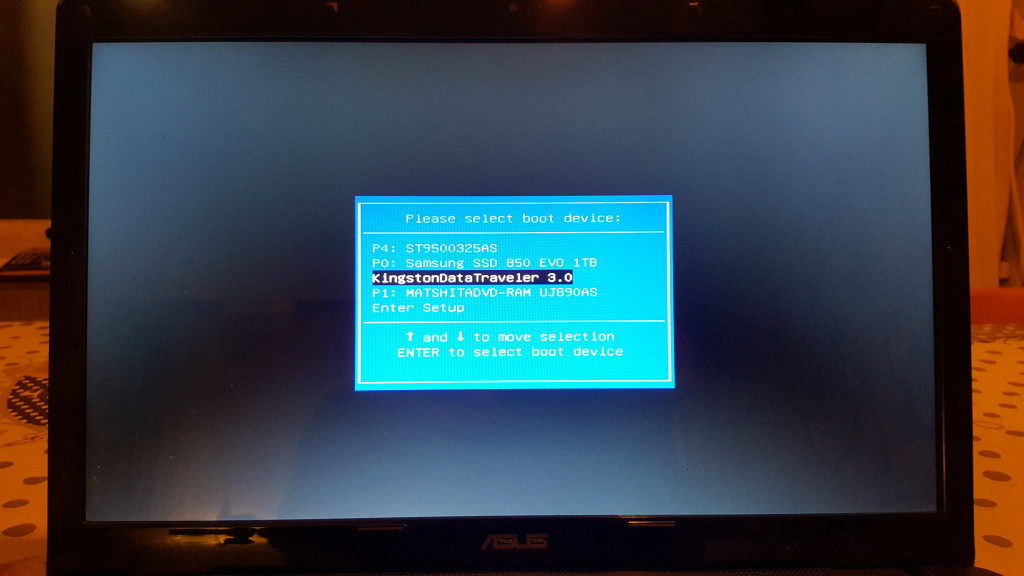 Please select boot device:
P4: ST9500325AS
P0: Samsung SSD 850 EVO 1TB
KingstonDataTraveler 3.0
P1: MATSHITADVD-RAM UJ890AS
Enter Setup
↑ and ↓ to move selection
ENTER to select boot device
ASUS